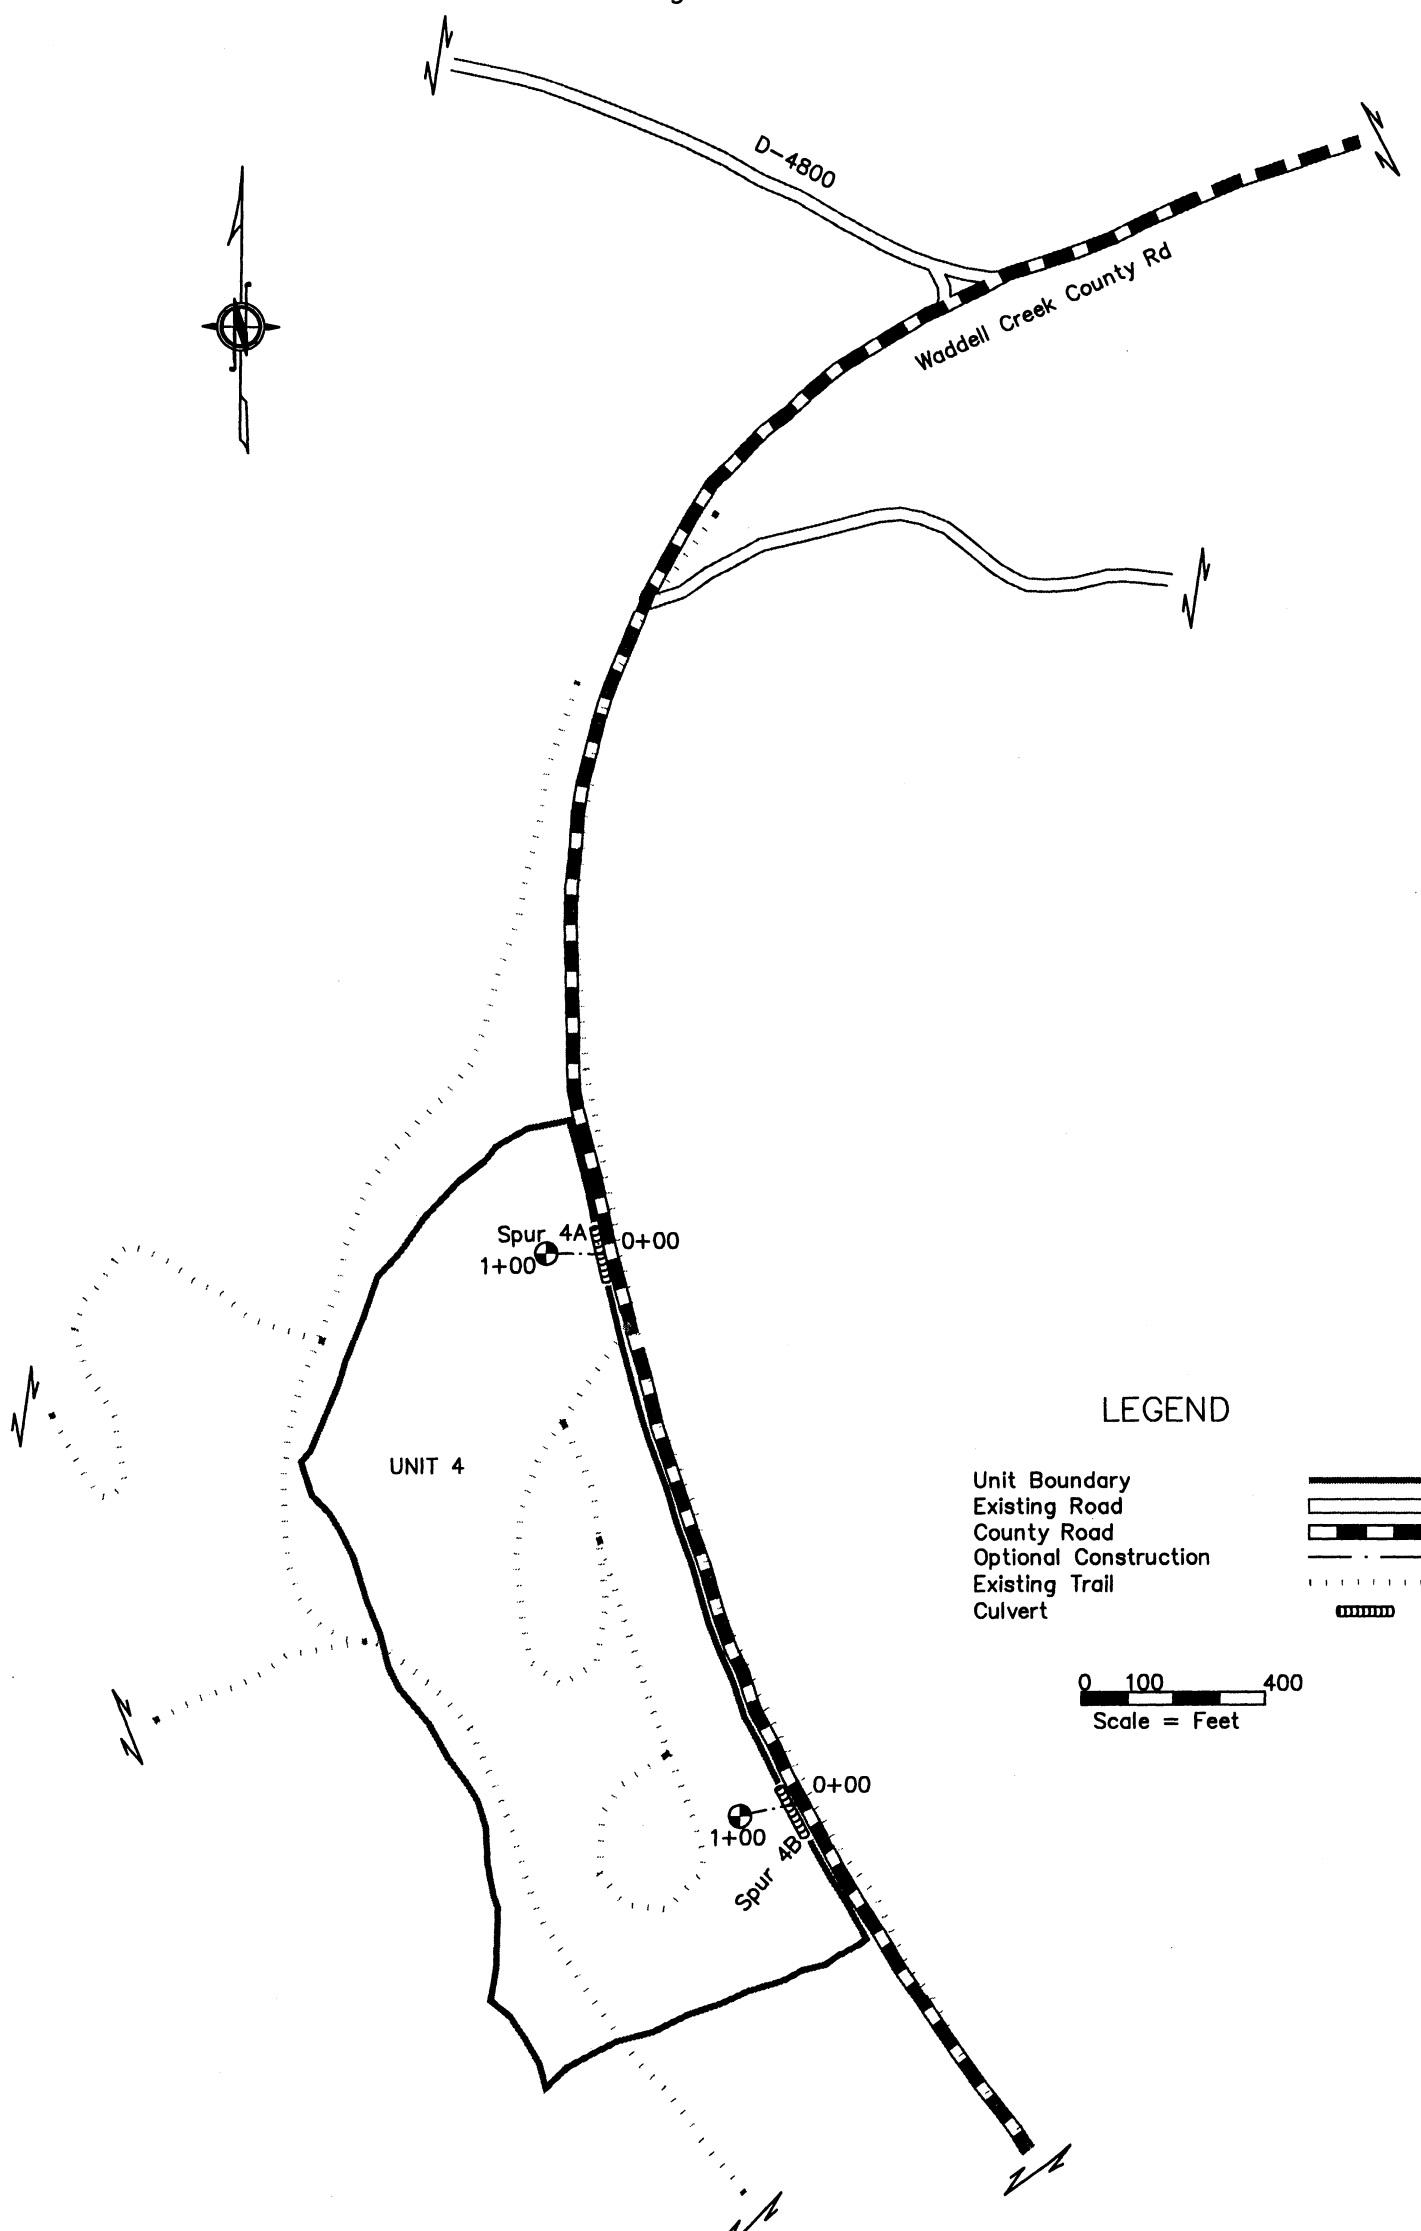 D-4800
Waddell Creek County Rd
Spur 4A
0+00
1+00
UNIT 4
LEGEND
Unit Boundary
Existing Road
County Road
Optional Construction
Existing Trail
Culvert
0 100 400
Scale = Feet
0+00
1+00
Spur 4B